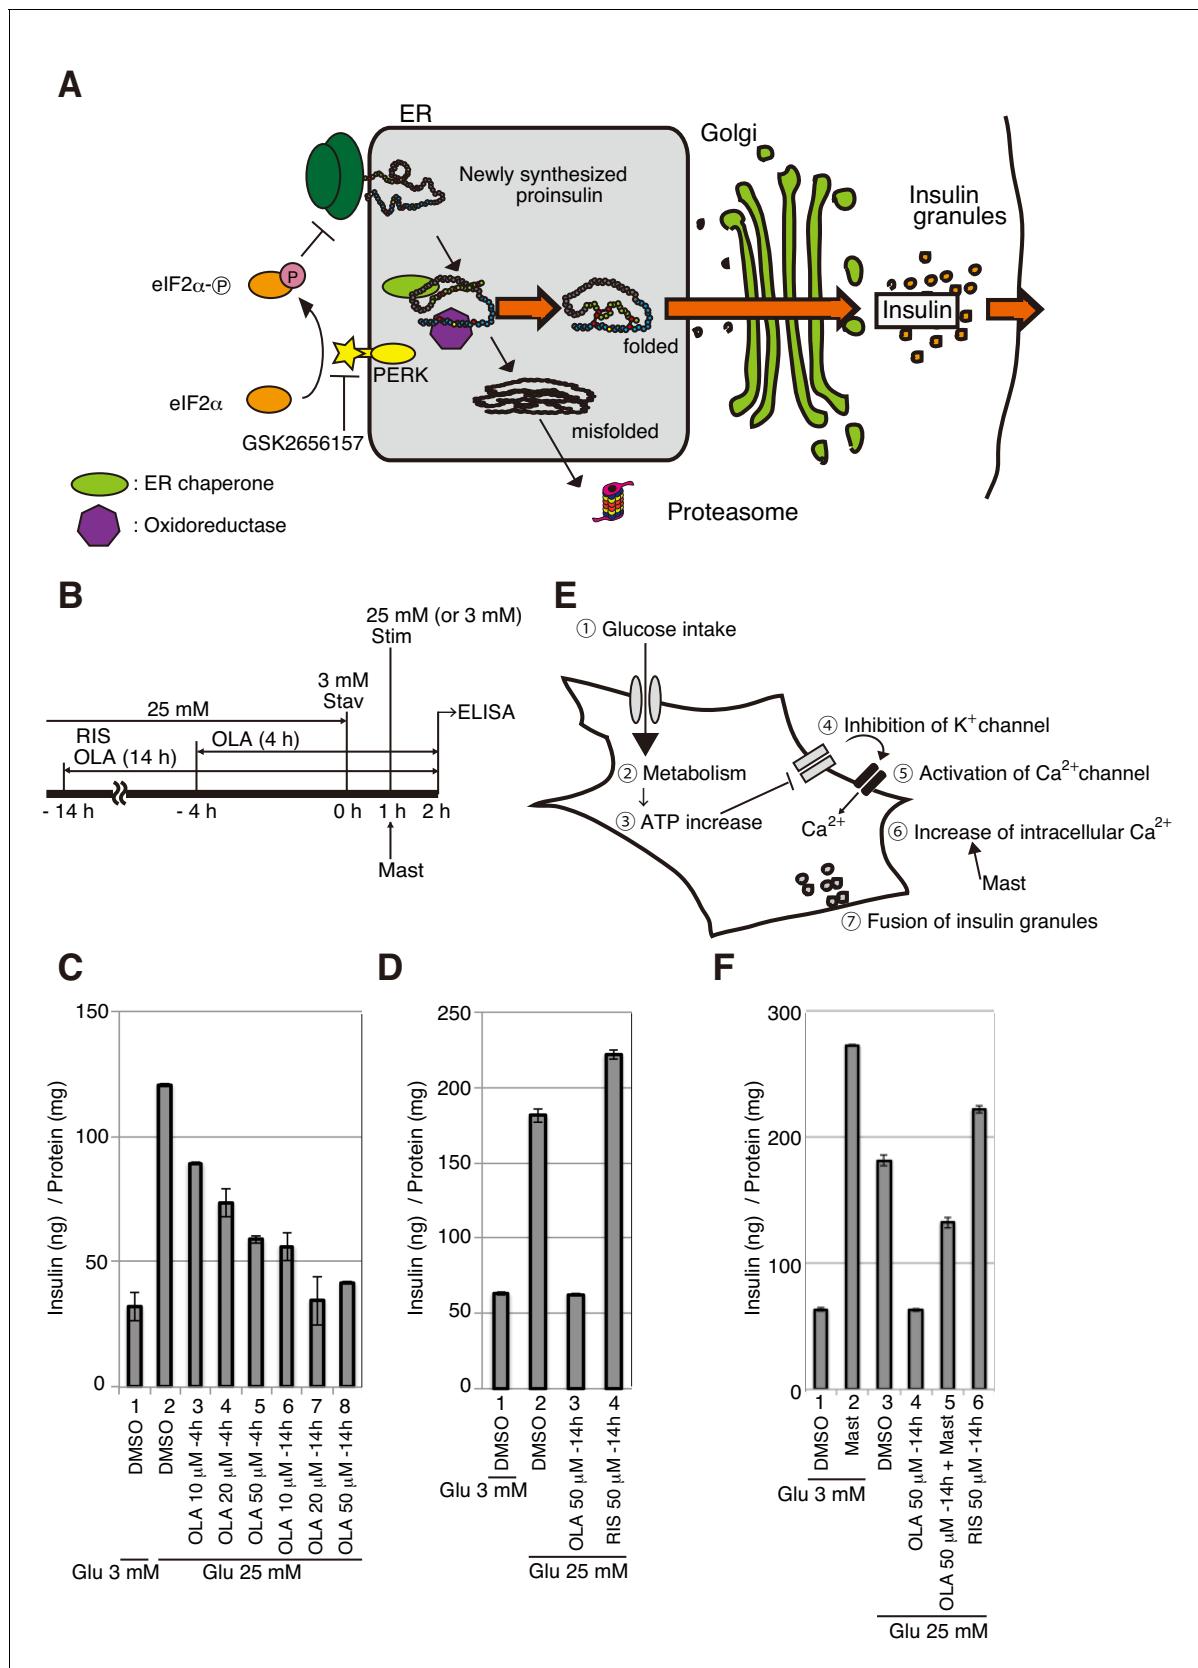 A
ER
Newly synthesized
proinsulin
Golgi
Insulin
granules
eIF2α-Ⓟ
P
Insulin
folded
PERK
eIF2α
misfolded
GSK2656157
: ER chaperone
: Oxidoreductase
Proteasome
B
25 mM (or 3 mM)
Stim
3 mM
Stav
25 mM
→ELISA
RIS
OLA (14 h)
OLA (4 h)
- 14 h
- 4 h
0 h
1 h
2 h
Mast
E
① Glucose intake
④ Inhibition of K⁺ channel
② Metabolism
⑤ Activation of Ca²⁺ channel
③ ATP increase
Ca²⁺
⑥ Increase of intracellular Ca²⁺
Mast
⑦ Fusion of insulin granules
C
Insulin (ng) / Protein (mg)
150
100
50
0
1 2 3 4 5 6 7 8
DMSO
DMSO
OLA 10 μM -4h
OLA 20 μM -4h
OLA 50 μM -4h
OLA 10 μM -14h
OLA 20 μM -14h
OLA 50 μM -14h
Glu 3 mM
Glu 25 mM
D
Insulin (ng) / Protein (mg)
250
200
150
100
50
0
1 2 3 4
DMSO
DMSO
OLA 50 μM -14h
RIS 50 μM -14h
Glu 3 mM
Glu 25 mM
F
Insulin (ng) / Protein (mg)
300
200
100
0
1 2 3 4 5 6
DMSO
Mast
DMSO
OLA 50 μM -14h
OLA 50 μM -14h + Mast
RIS 50 μM -14h
Glu 3 mM
Glu 25 mM